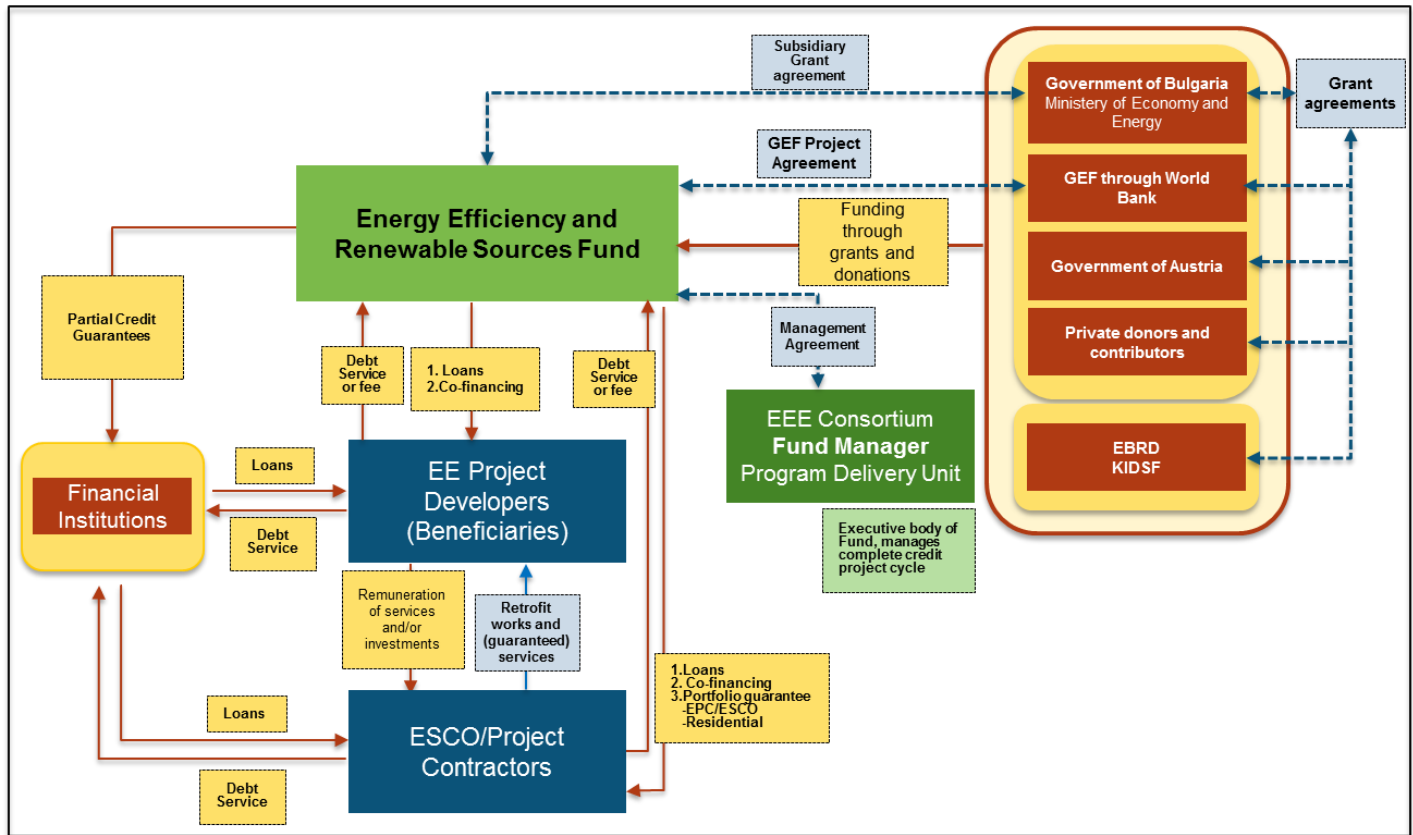 Subsidiary
Grant
agreement
Government of Bulgaria
Ministry of Economy and
Energy
Grant
agreements
GEF Project
Agreement
GEF through World
Bank
Energy Efficiency and
Renewable Sources Fund
Funding
through
grants and
donations
Government of Austria
Partial Credit
Guarantees
Management
Agreement
Private donors and
contributors
Debt
Service
or fee
1. Loans
2.Co-financing
Debt
Service
or fee
EEE Consortium
Fund Manager
Program Delivery Unit
EBRD
KIDSF
Financial
Institutions
Loans
Debt
Service
EE Project
Developers
(Beneficiaries)
Executive body of
Fund, manages
complete credit
project cycle
Remuneration
of services
and/or
investments
Retrofit
works and
(guaranteed)
services
1.Loans
2. Co-financing
3.Portfolio guarantee
-EPC/ESCO
-Residential
Loans
ESCO/Project
Contractors
Debt
Service